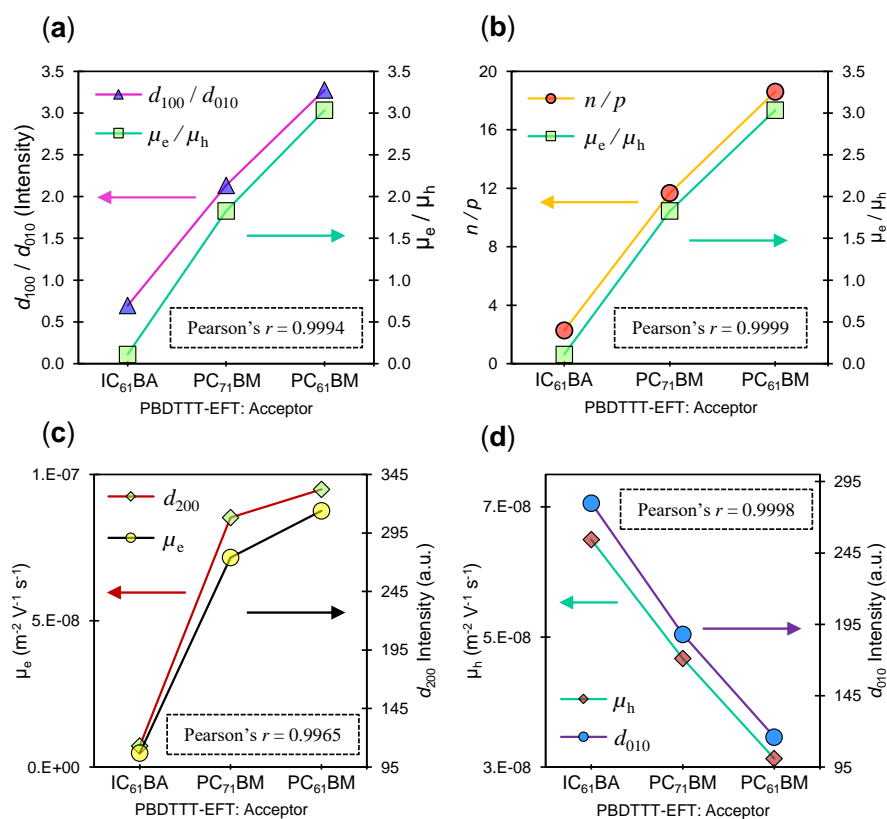 (a)
3.5
3.0
2.5
2.0
1.5
1.0
0.5
0.0
d₁₀₀ / d₀₁₀ (Intensity)
d₁₀₀ / d₀₁₀
μₑ / μₕ
Pearson's r = 0.9994
3.5
3.0
2.5
2.0
1.5
1.0
0.5
0.0
μₑ / μₕ
IC₆₁BA
PC₇₁BM
PC₆₁BM
PBDTTT-EFT: Acceptor
(b)
20
16
12
8
4
0
n / p
n / p
μₑ / μₕ
Pearson's r = 0.9999
3.5
3.0
2.5
2.0
1.5
1.0
0.5
0.0
μₑ / μₕ
IC₆₁BA
PC₇₁BM
PC₆₁BM
PBDTTT-EFT: Acceptor
(c)
1.E-07
5.E-08
0.E+00
μₑ (m⁻² V⁻¹ s⁻¹)
d₂₀₀
μₑ
Pearson's r = 0.9965
345
295
245
195
145
95
d₂₀₀ Intensity (a.u.)
IC₆₁BA
PC₇₁BM
PC₆₁BM
PBDTTT-EFT: Acceptor
(d)
7.E-08
5.E-08
3.E-08
μₕ (m⁻² V⁻¹ s⁻¹)
Pearson's r = 0.9998
μₕ
d₀₁₀
295
245
195
145
95
d₀₁₀ Intensity (a.u.)
IC₆₁BA
PC₇₁BM
PC₆₁BM
PBDTTT-EFT: Acceptor